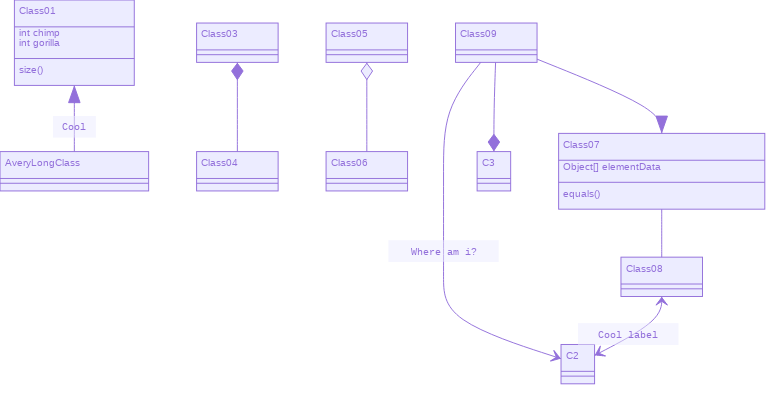 Class01
int chimp
int gorilla
size()
Cool
AveryLongClass
Class03
Class04
Class05
Class06
Class09
C3
Where am i?
Class07
Object[] elementData
equals()
Class08
Cool label
C2